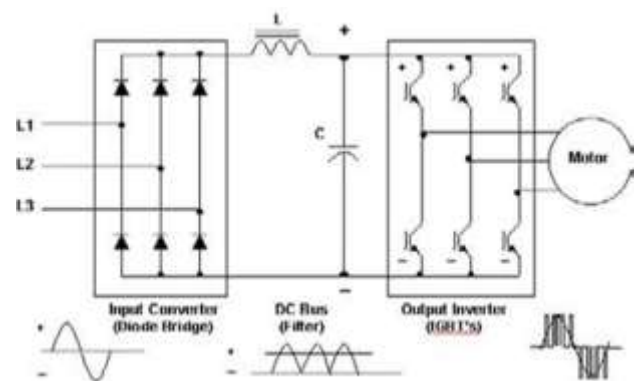 L
+
+ + +
L1
C
Motor
L2
L3
− − −
−
Input Converter
(Diode Bridge)
DC Bus
(Filter)
Output Inverter
(IGBT's)
+
−
+
−